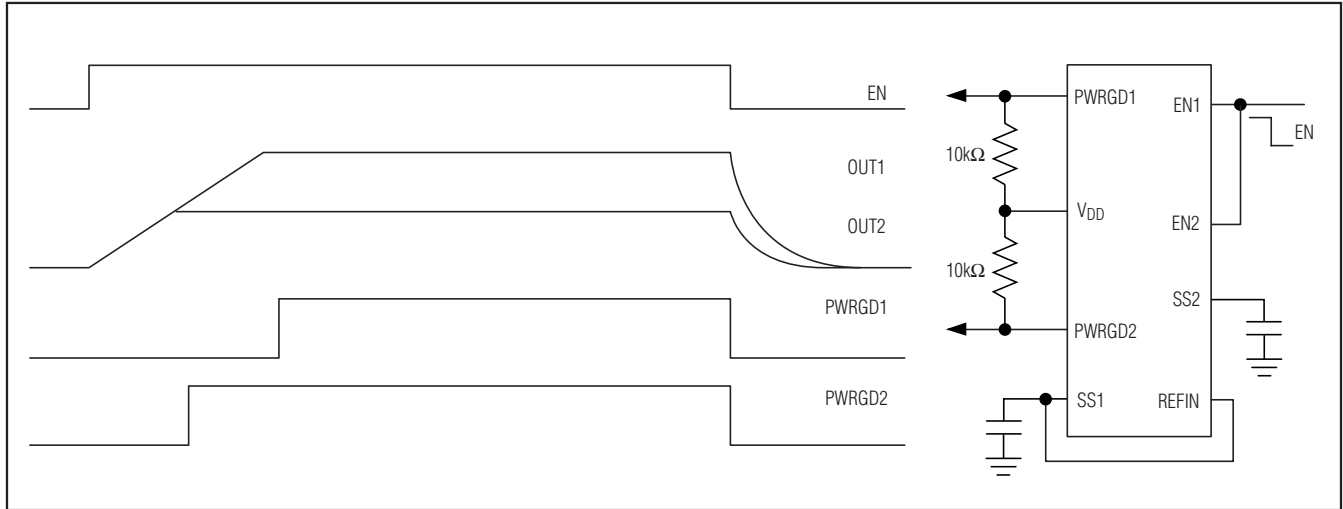 EN
OUT1
OUT2
PWRGD1
PWRGD2
PWRGD1
10kΩ
VDD
10kΩ
PWRGD2
SS1
EN1
EN
EN2
SS2
REFIN